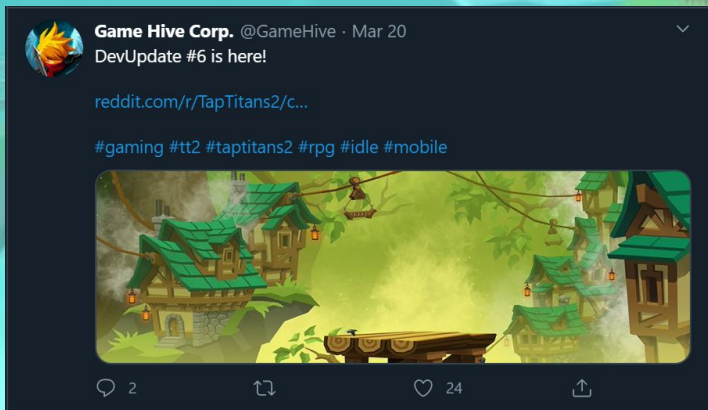 Game Hive Corp. @GameHive · Mar 20
DevUpdate #6 is here!
reddit.com/r/TapTitans2/c...
#gaming #tt2 #taptitans2 #rpg #idle #mobile
2 24